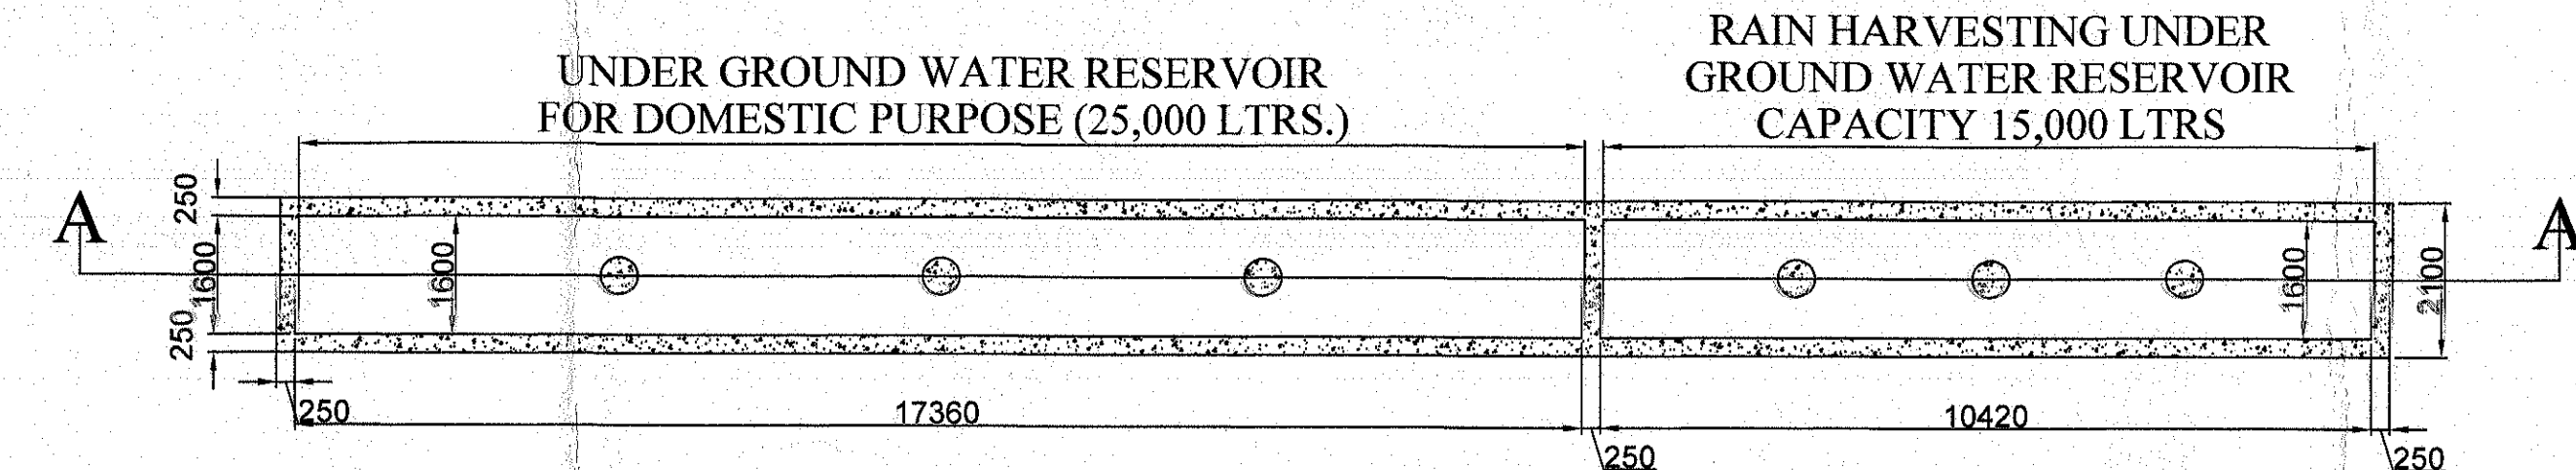 UNDER GROUND WATER RESERVOIR
FOR DOMESTIC PURPOSE (25,000 LTRS.)
RAIN HARVESTING UNDER
GROUND WATER RESERVOIR
CAPACITY 15,000 LTRS
A
250
1600
250
1600
1600
2100
A
250
17360
250
10420
250